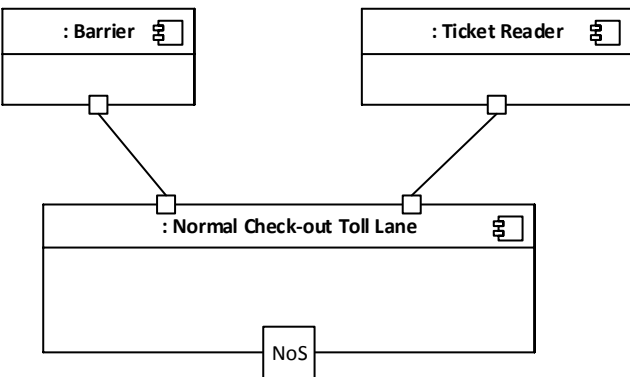 : Barrier
: Ticket Reader
: Normal Check-out Toll Lane
NoS